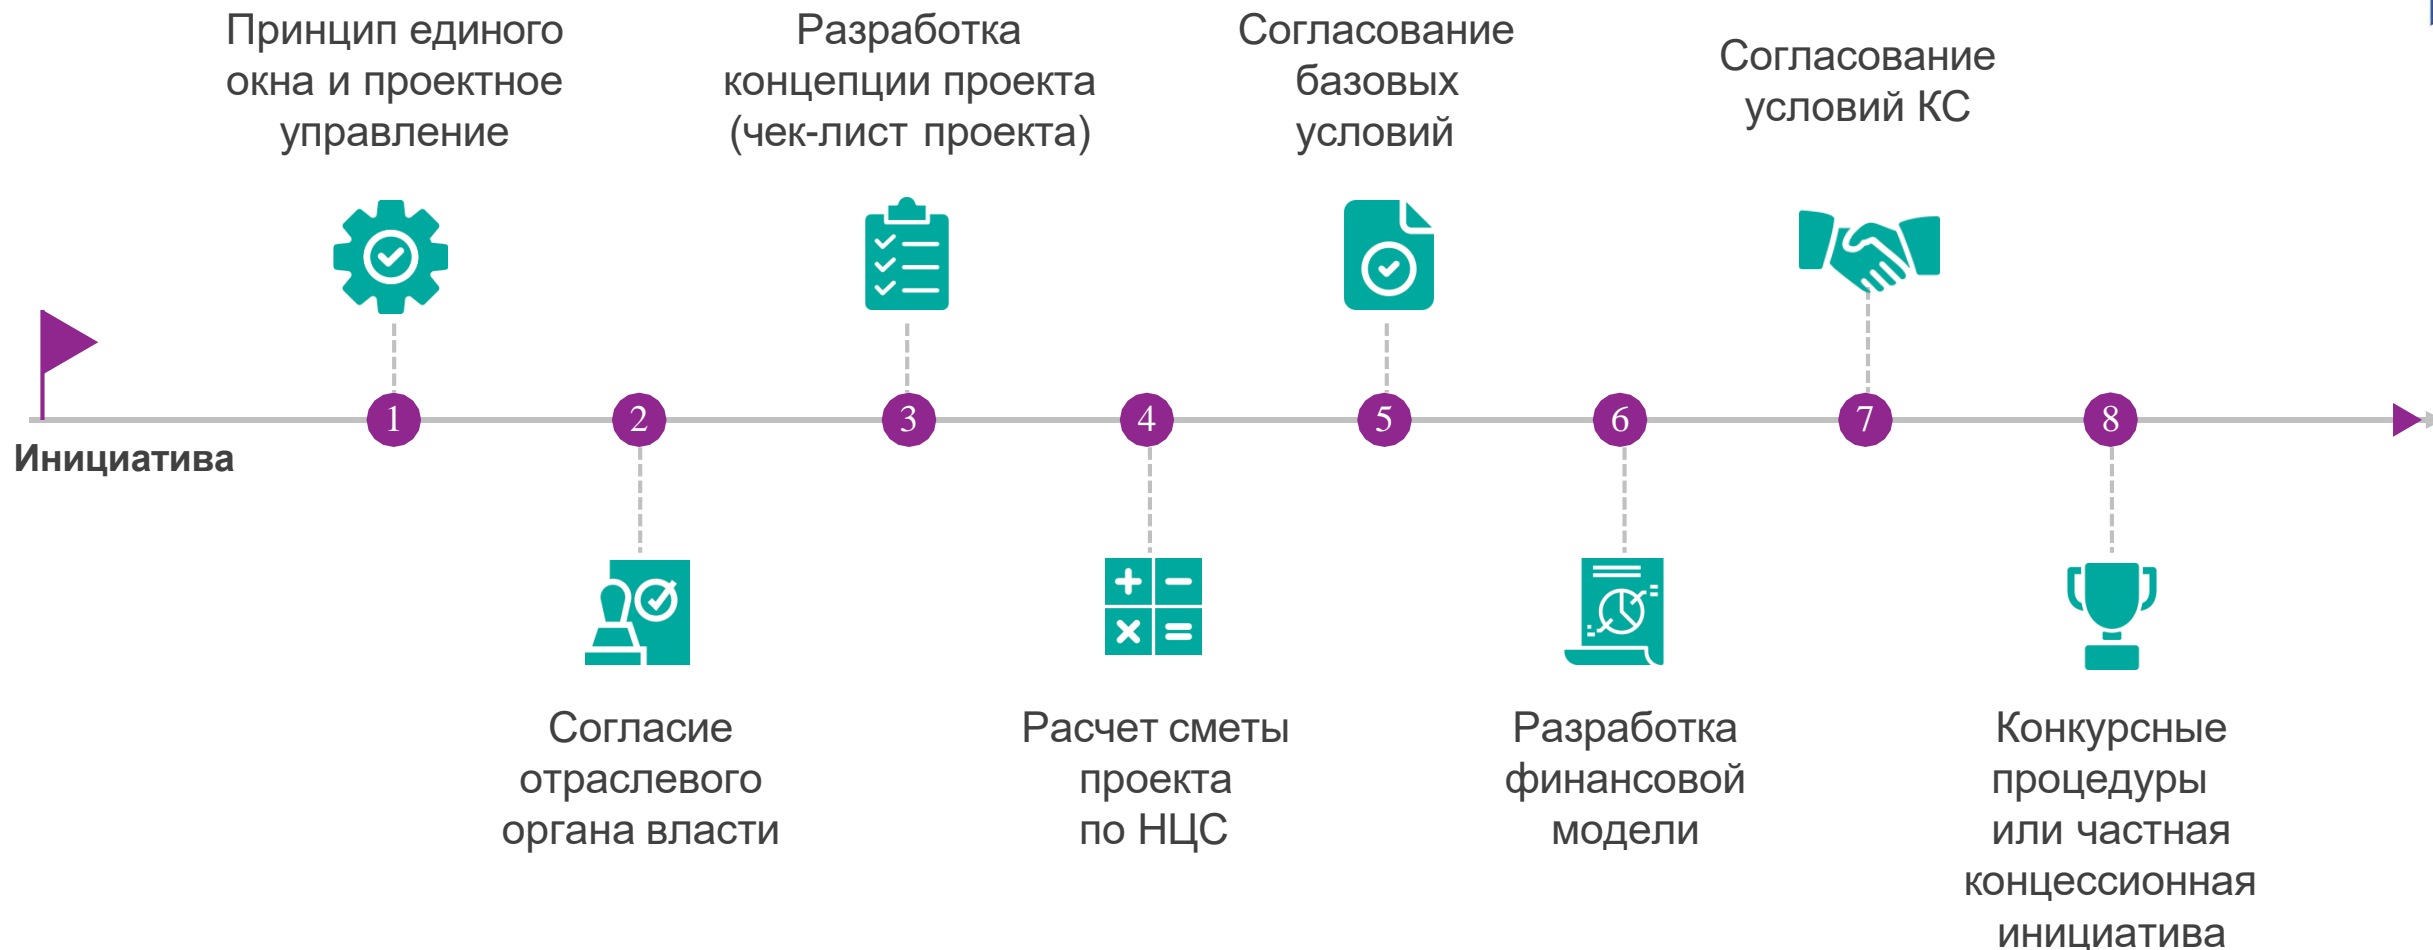 Принцип единого
окна и проектное
управление
Разработка
концепции проекта
(чек-лист проекта)
Согласование
базовых
условий
Согласование
условий КС
1
2
3
4
5
6
7
8
Инициатива
Согласие
отраслевого
органа власти
Расчет сметы
проекта
по НЦС
Разработка
финансовой
модели
Конкурсные
процедуры
или частная
концессионная
инициатива